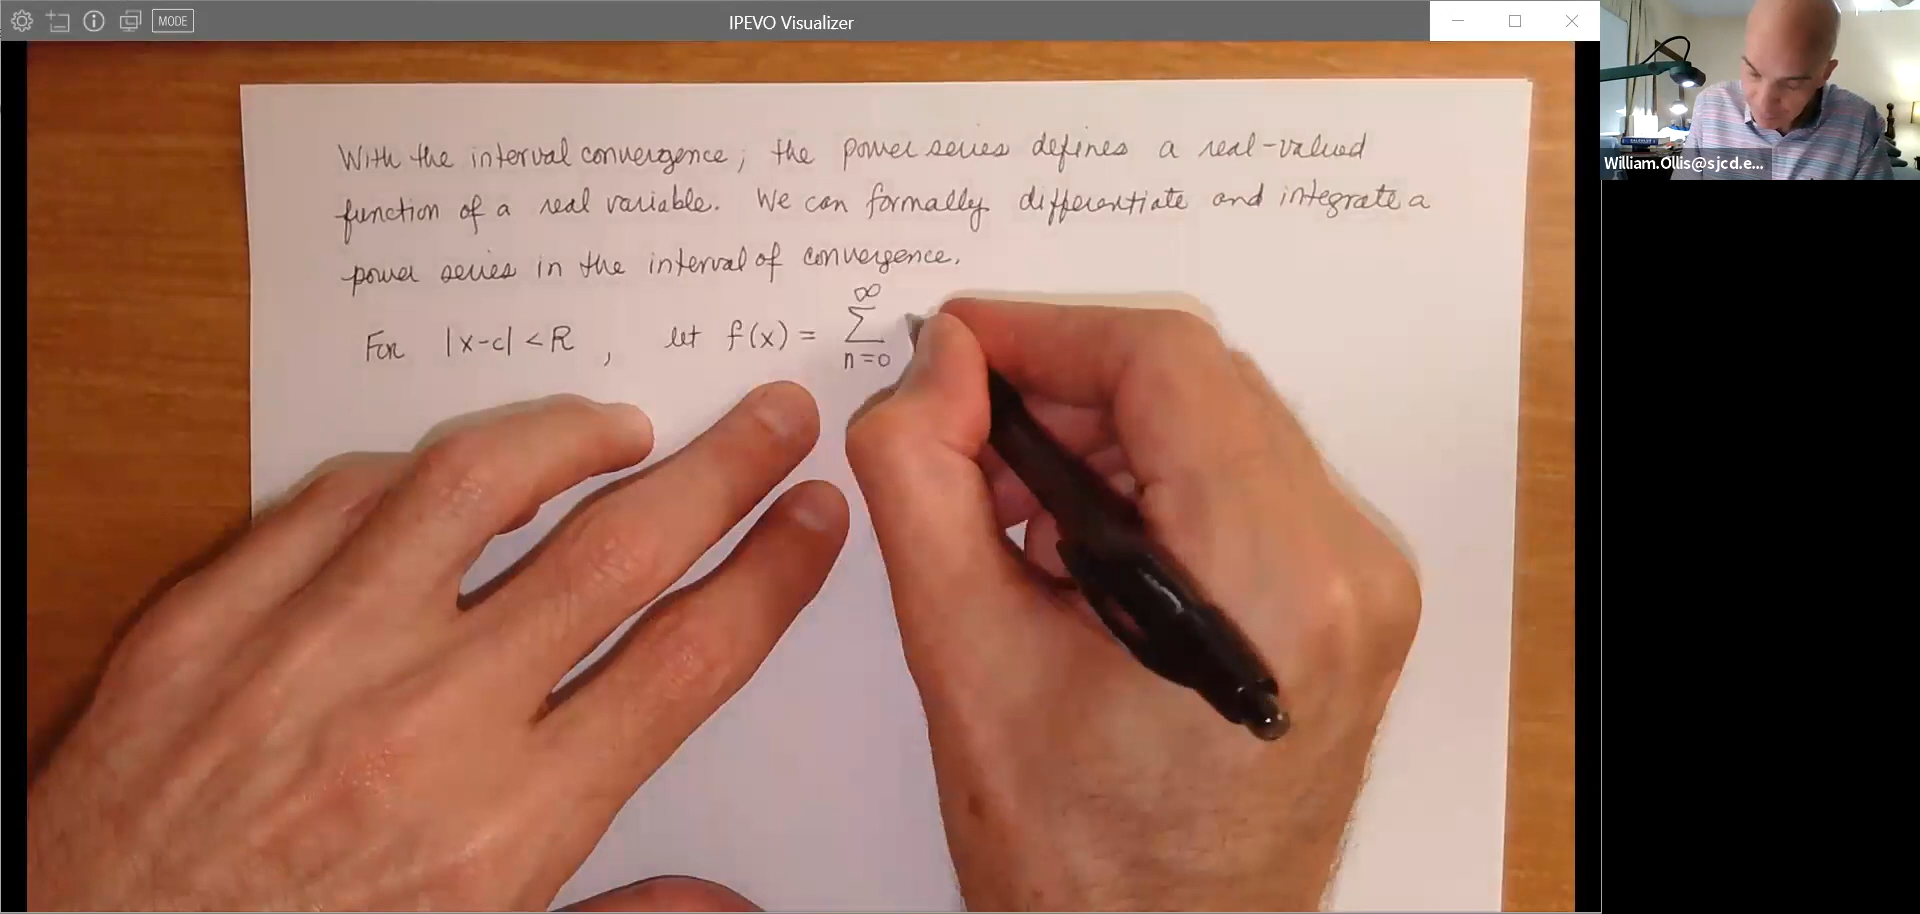 MODE
IPEVO Visualizer
With the interval convergence, the power series defines a real-valued
function of a real variable. We can formally differentiate and integrate a
power series in the interval of convergence.
For |x-c| < R , let f(x) = ∞ Σ n=0
William.Ollis@sjcd.e...